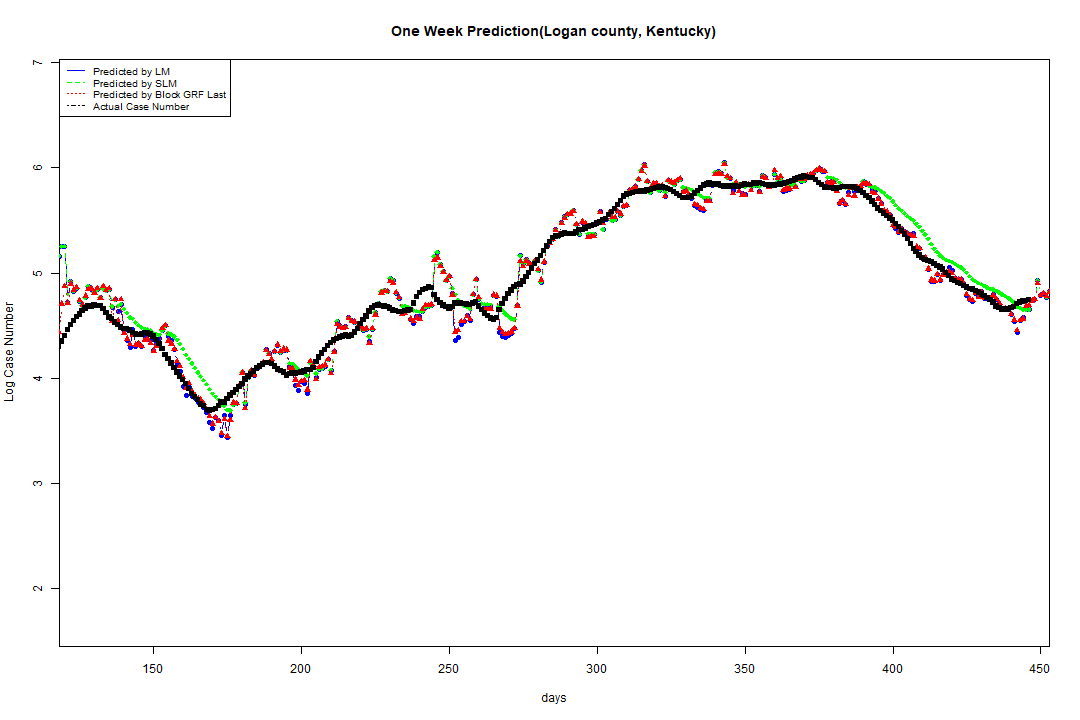 One Week Prediction(Logan county, Kentucky)
Predicted by LM
Predicted by SLM
Predicted by Block GRF Last
Actual Case Number
7
6
5
4
3
2
Log Case Number
150 200 250 300 350 400 450
days